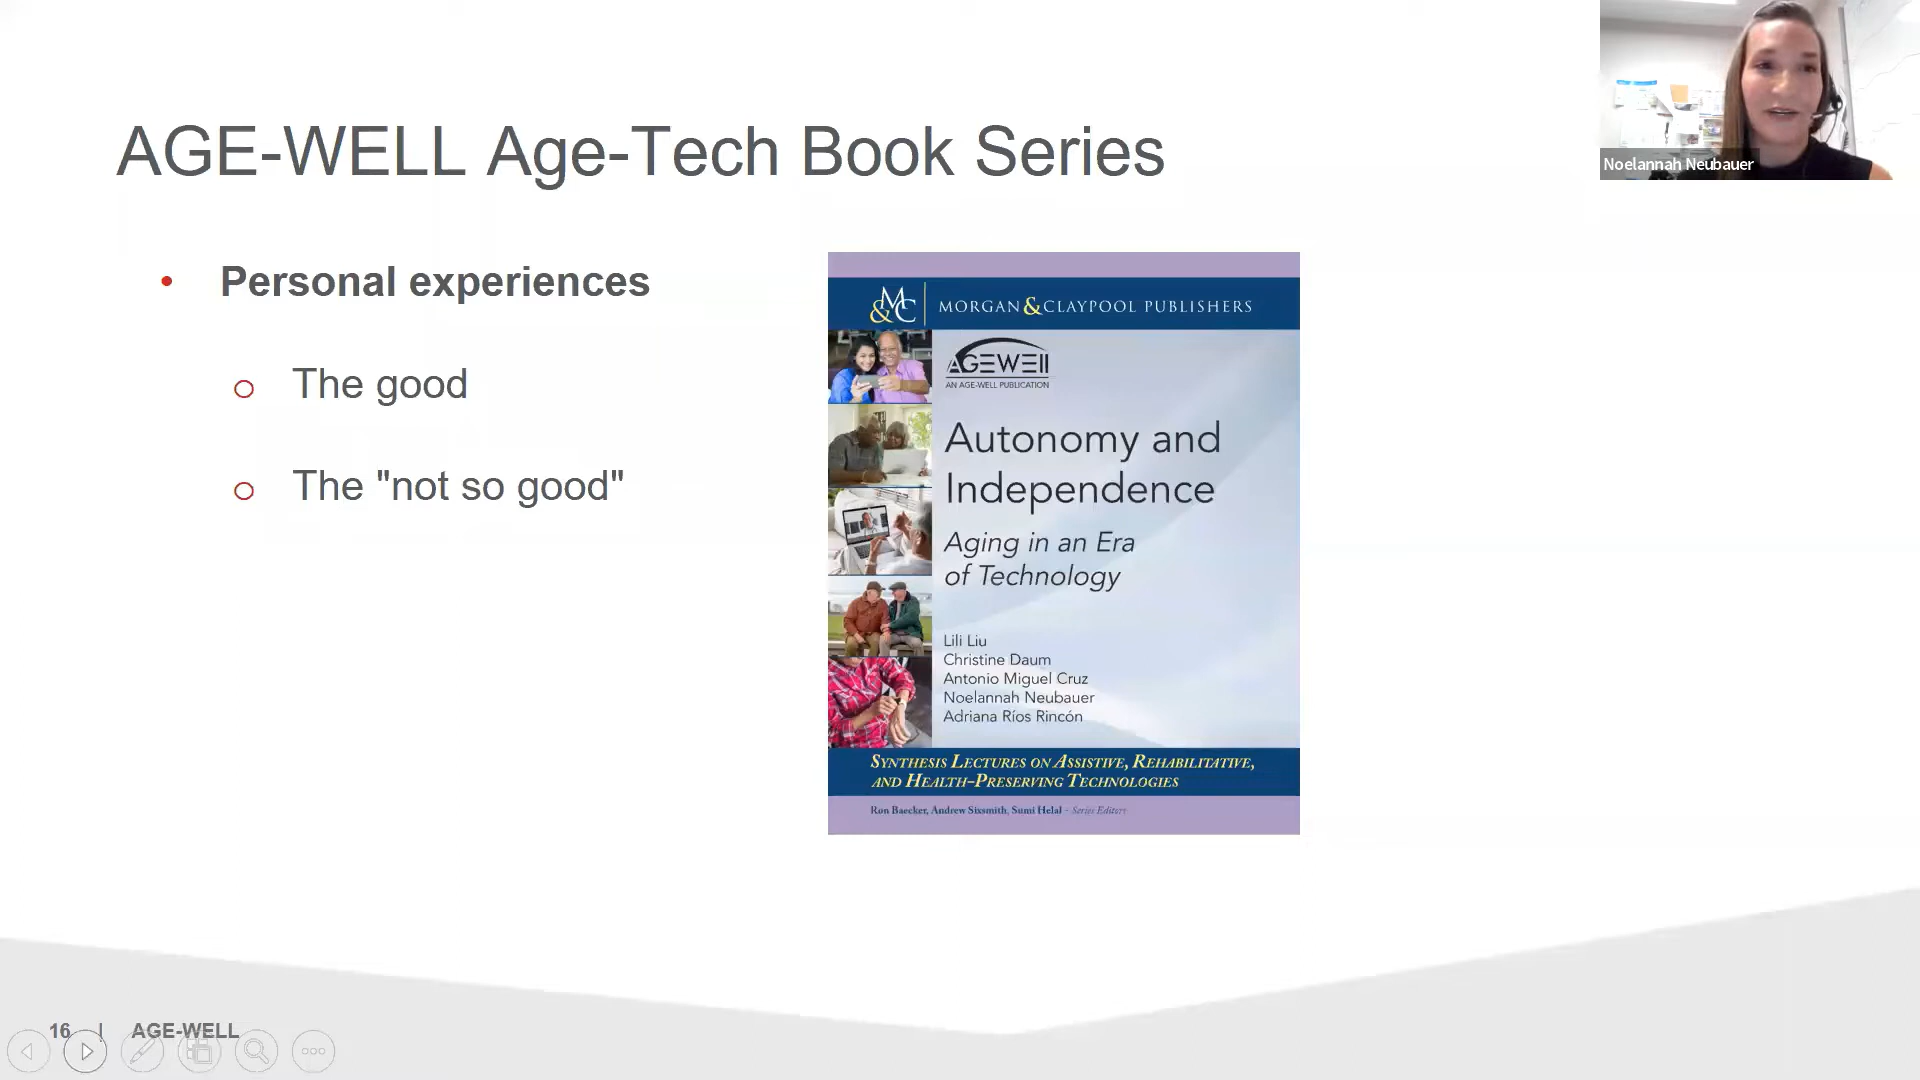 AGE-WELL Age-Tech Book Series
Noelannah Neubauer
• Personal experiences
o The good
o The "not so good"
M&C MORGAN & CLAYPOOL PUBLISHERS
AGEWELL
AN AGE-WELL PUBLICATION
Autonomy and
Independence
Aging in an Era
of Technology
Lili Liu
Christine Daum
Antonio Miguel Cruz
Noelannah Neubauer
Adriana Ríos Rincón
SYNTHESIS LECTURES ON ASSISTIVE, REHABILITATIVE,
AND HEALTH-PRESERVING TECHNOLOGIES
Ron Baecker, Andrew Sixsmith, Sumi Helal – Series Editors
16 | AGE-WELL